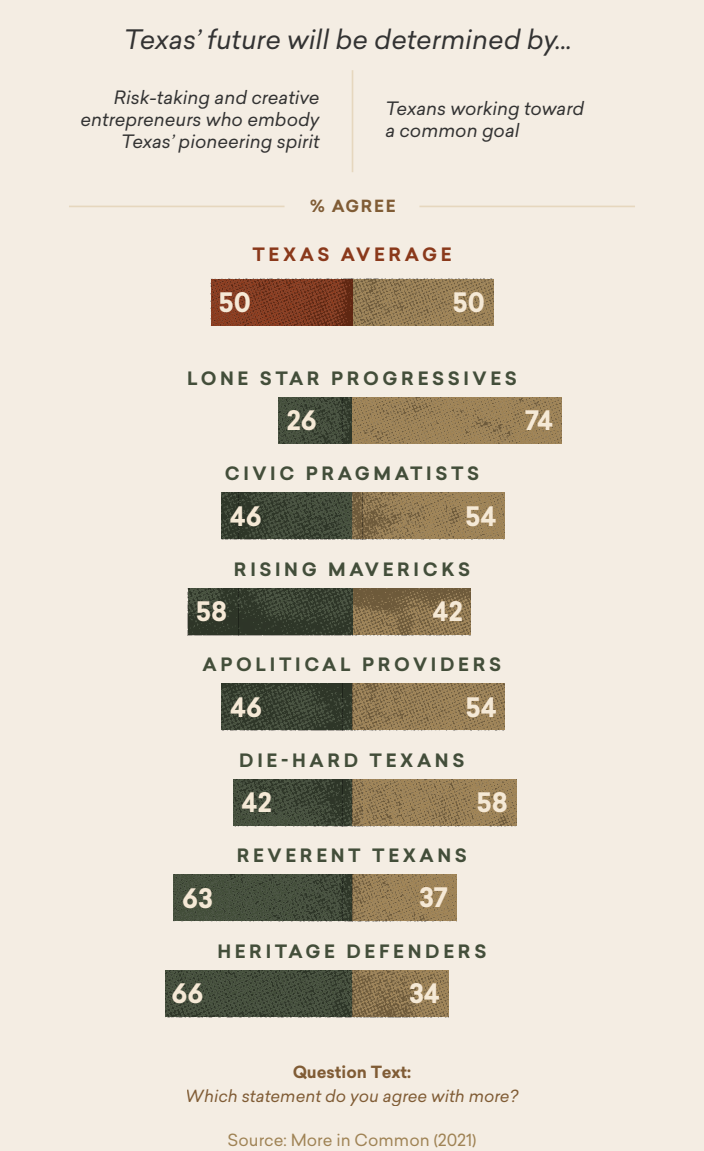 Texas’ future will be determined by...
Risk-taking and creative
entrepreneurs who embody
Texas’ pioneering spirit
Texans working toward
a common goal
% AGREE
TEXAS AVERAGE
50 50
LONE STAR PROGRESSIVES
26 74
CIVIC PRAGMATISTS
46 54
RISING MAVERICKS
58 42
APOLITICAL PROVIDERS
46 54
DIE-HARD TEXANS
42 58
REVERENT TEXANS
63 37
HERITAGE DEFENDERS
66 34
Question Text:
Which statement do you agree with more?
Source: More in Common (2021)